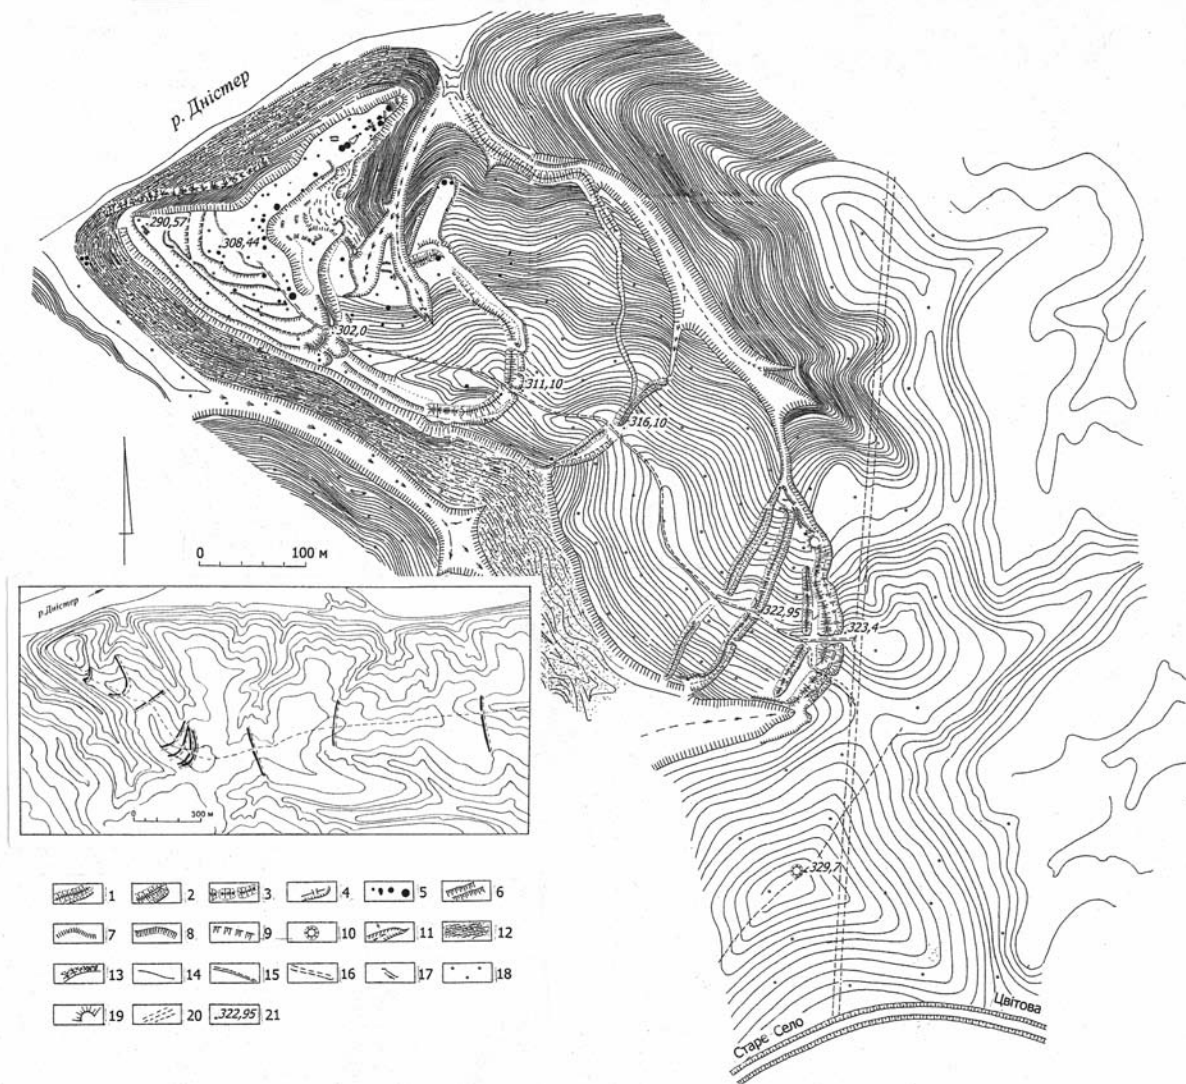 р. Дністер
290,57
308,44
302,0
311,10
316,10
322,95
323,4
0 100 м
р.Дністер
0 300 м
329,7
Старе Село
Цвітова
1 2 3 4 5 6
7 8 9 10 11 12
13 14 15 16 17 18
19 20 322,95 21